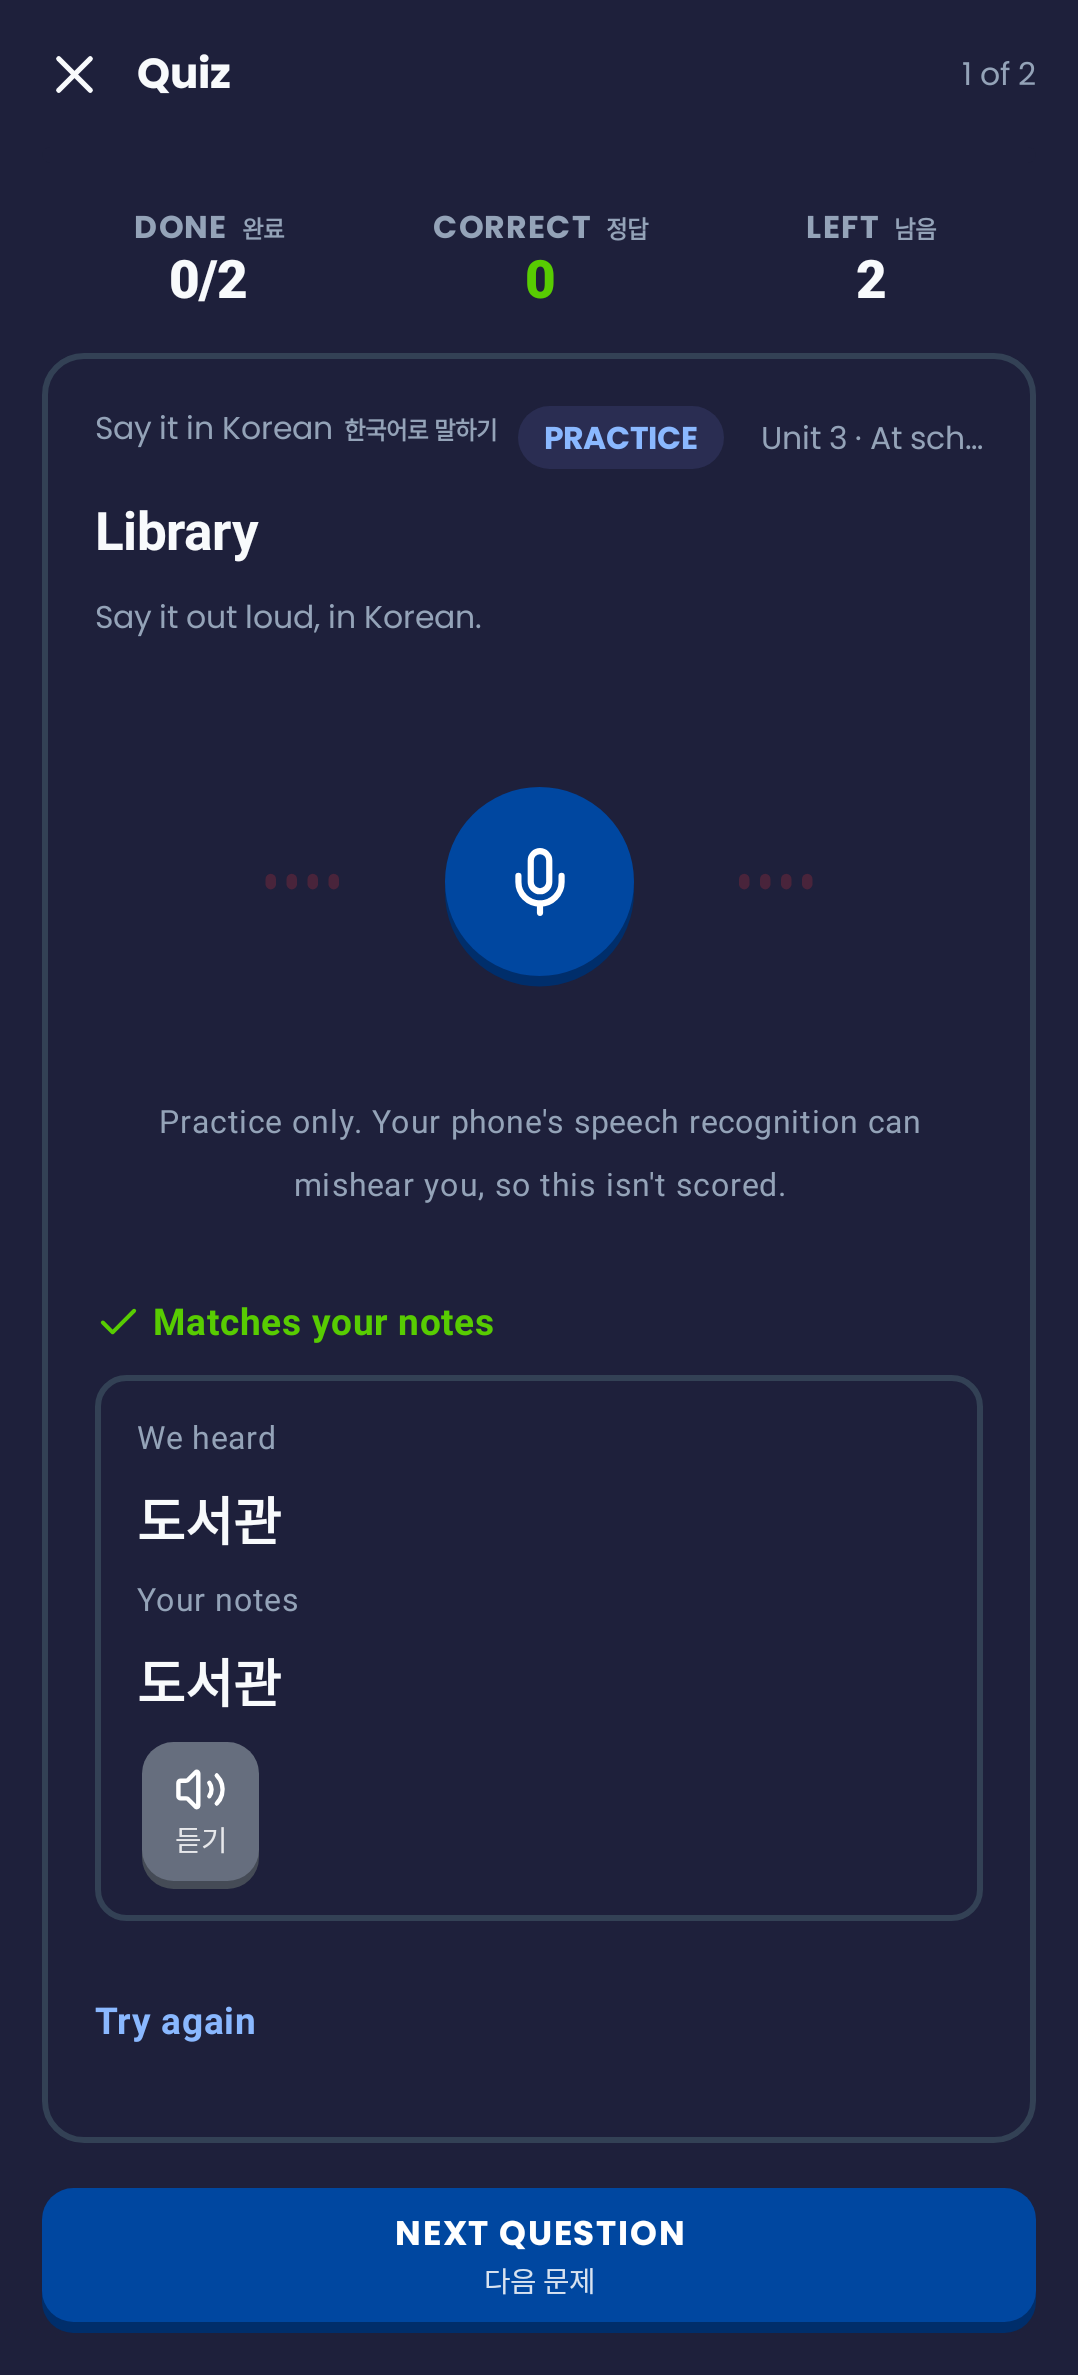 Quiz
1 of 2
DONE 완료
0/2
CORRECT 정답
0
LEFT 남음
2
Say it in Korean 한국어로 말하기
PRACTICE
Unit 3 · At sch...
Library
Say it out loud, in Korean.
Practice only. Your phone's speech recognition can
mishear you, so this isn't scored.
Matches your notes
We heard
도서관
Your notes
도서관
듣기
Try again
NEXT QUESTION
다음 문제